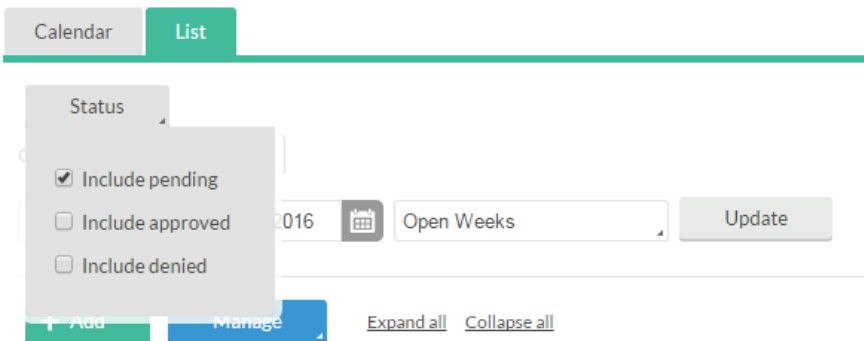 Calendar List
Status
Include pending
Include approved
2016 Open Weeks Update
Include denied
+ Add Manage Expand all Collapse all